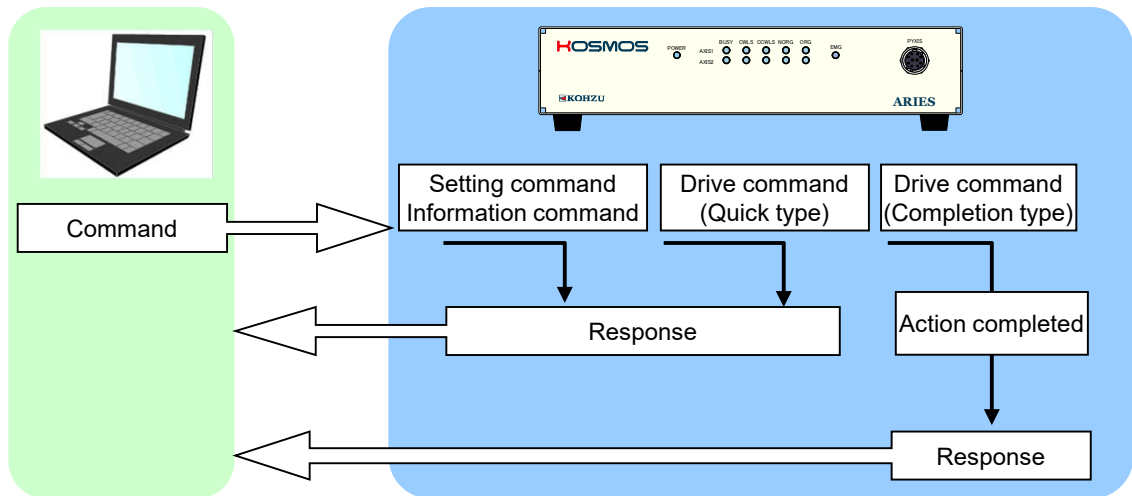 KOSMOS
POWER
BUSY CWLS CCWLS NORG ORG
AXIS1
AXIS2
EMG
PYXIS
KOHZU
ARIES
Command
Setting command
Information command
Drive command
(Quick type)
Drive command
(Completion type)
Response
Action completed
Response